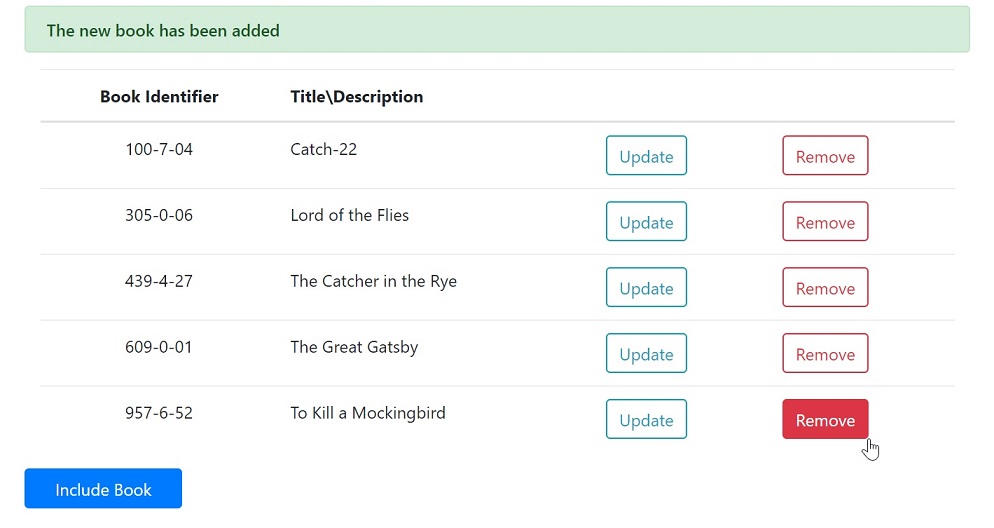 The new book has been added
Book Identifier Title\Description
100-7-04 Catch-22 Update Remove
305-0-06 Lord of the Flies Update Remove
439-4-27 The Catcher in the Rye Update Remove
609-0-01 The Great Gatsby Update Remove
957-6-52 To Kill a Mockingbird Update Remove
Include Book